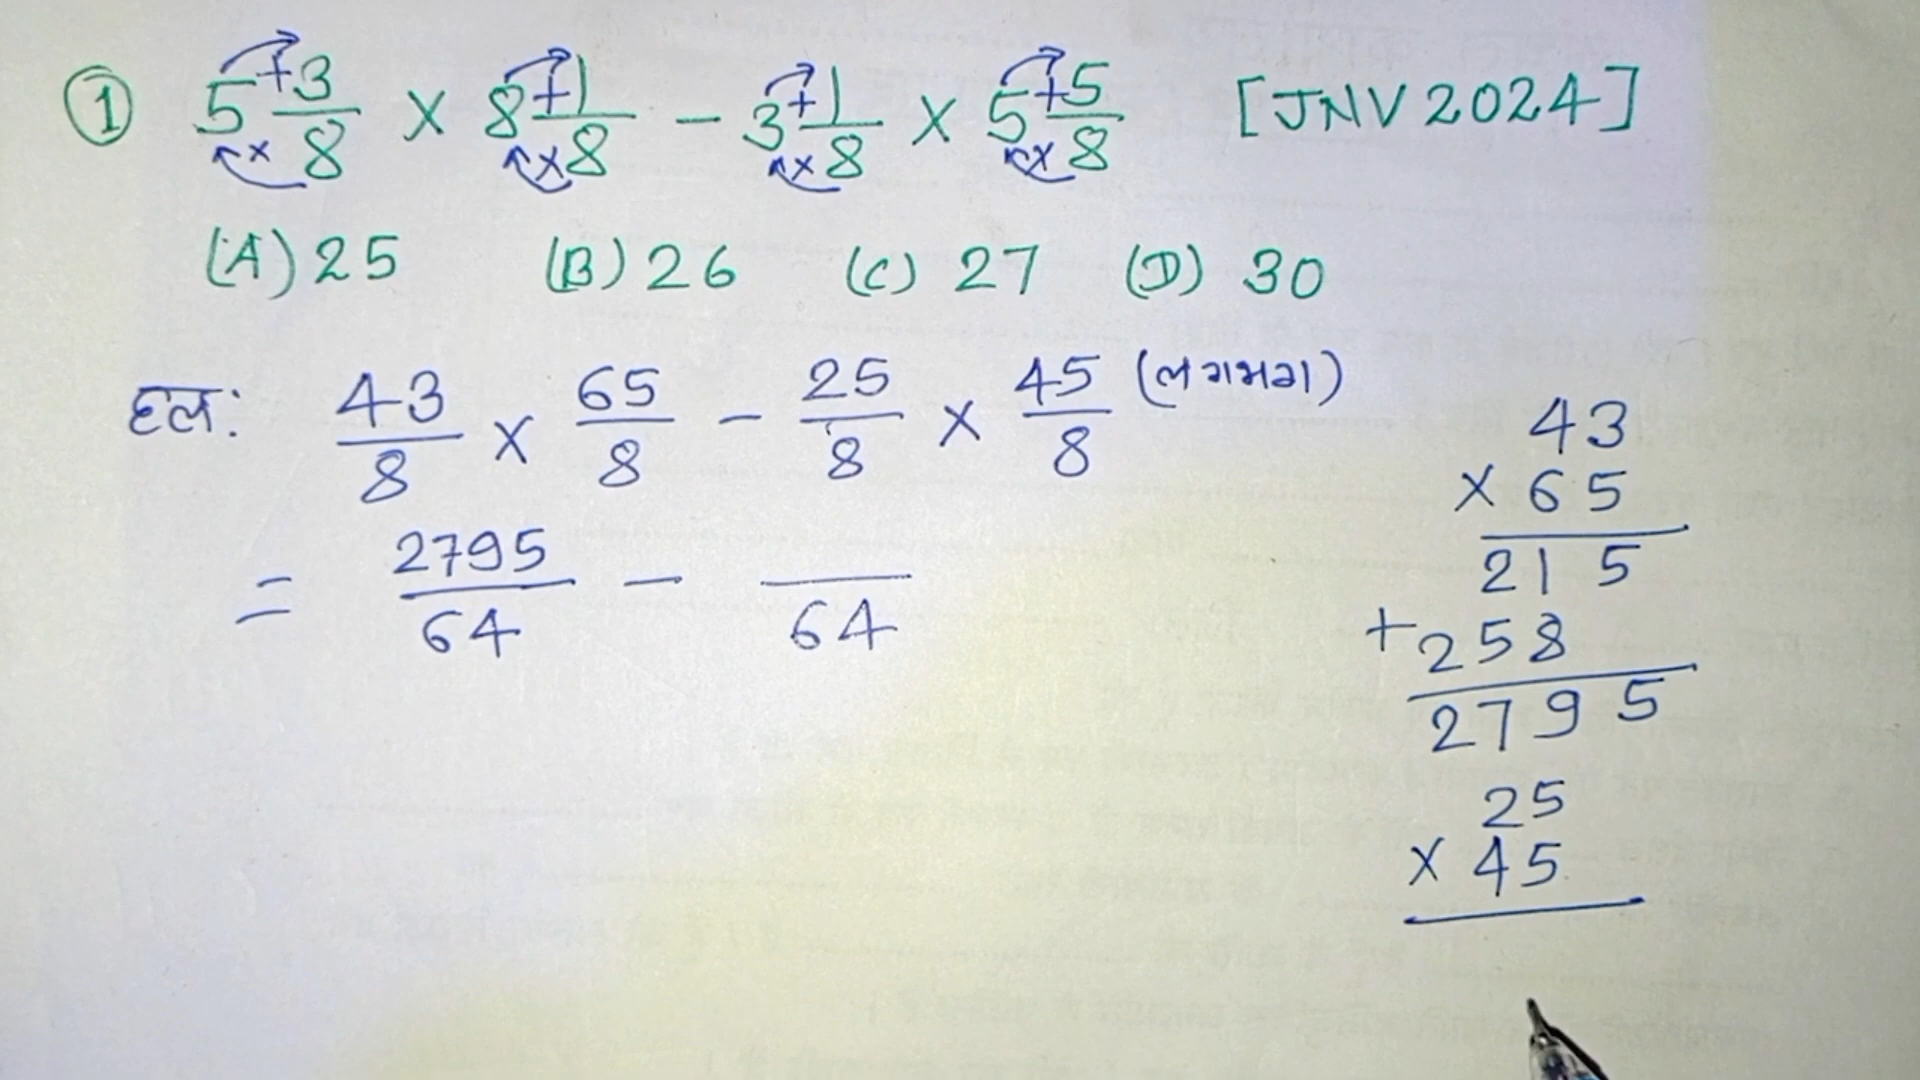 ① 5 3/8 × 8 1/8 − 3 1/8 × 5 5/8 [JNV 2024]
(A) 25 (B) 26 (C) 27 (D) 30
हल: 43/8 × 65/8 − 25/8 × 45/8 (लगभग)
= 2795/64 − /64
43
× 65
215
+258
2795
25
× 45